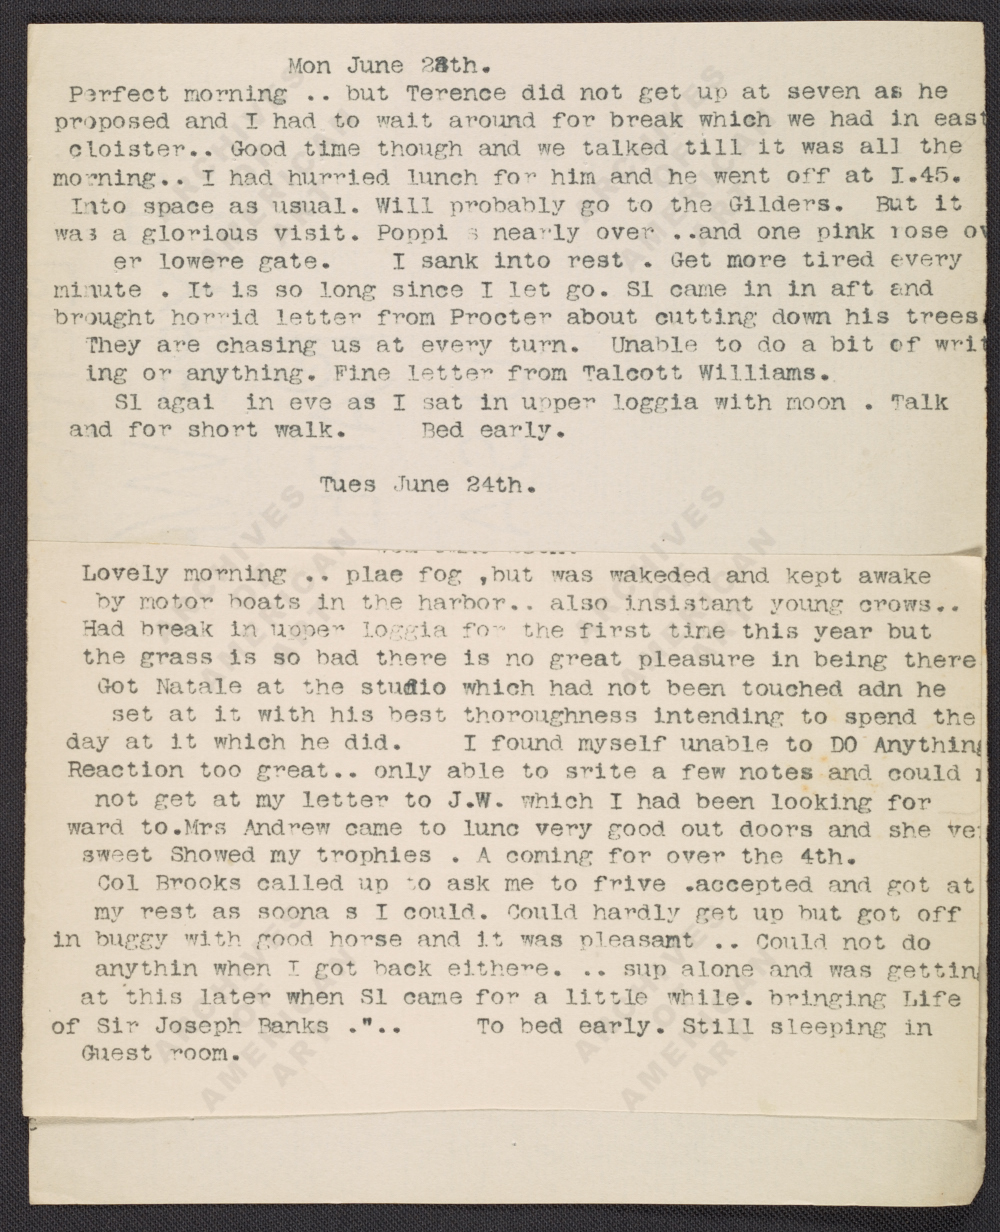 Mon June 23th.
Perfect morning .. but Terence did not get up at seven as he
proposed and I had to wait around for break which we had in east
cloister.. Good time though and we talked till it was all the
morning.. I had hurried lunch for him and he went off at I.45.
Into space as usual. Will probably go to the Gilders. But it
was a glorious visit. Poppi s nearly over ..and one pink rose ov
er lowere gate. I sank into rest . Get more tired every
minute . It is so long since I let go. Sl came in in aft and
brought horrid letter from Procter about cutting down his trees
They are chasing us at every turn. Unable to do a bit of writ
ing or anything. Fine letter from Talcott Williams.
Sl agai in eve as I sat in upper loggia with moon . Talk
and for short walk. Bed early.
Tues June 24th.
Lovely morning .. plae fog ,but was wakeded and kept awake
by motor boats in the harbor.. also insistant young crows..
Had break in upper loggia for the first time this year but
the grass is so bad there is no great pleasure in being there
Got Natale at the studio which had not been touched adn he
set at it with his best thoroughness intending to spend the
day at it which he did. I found myself unable to DO Anything
Reaction too great.. only able to srite a few notes and could
not get at my letter to J.W. which I had been looking for
ward to.Mrs Andrew came to lunc very good out doors and she ve
sweet Showed my trophies . A coming for over the 4th.
Col Brooks called up to ask me to frive .accepted and got at
my rest as soona s I could. Could hardly get up but got off
in buggy with good horse and it was pleasamt .. Could not do
anythin when I got back eithere. .. sup alone and was gettin
at this later when Sl came for a little while. bringing Life
of Sir Joseph Banks .".. To bed early. Still sleeping in
Guest room.